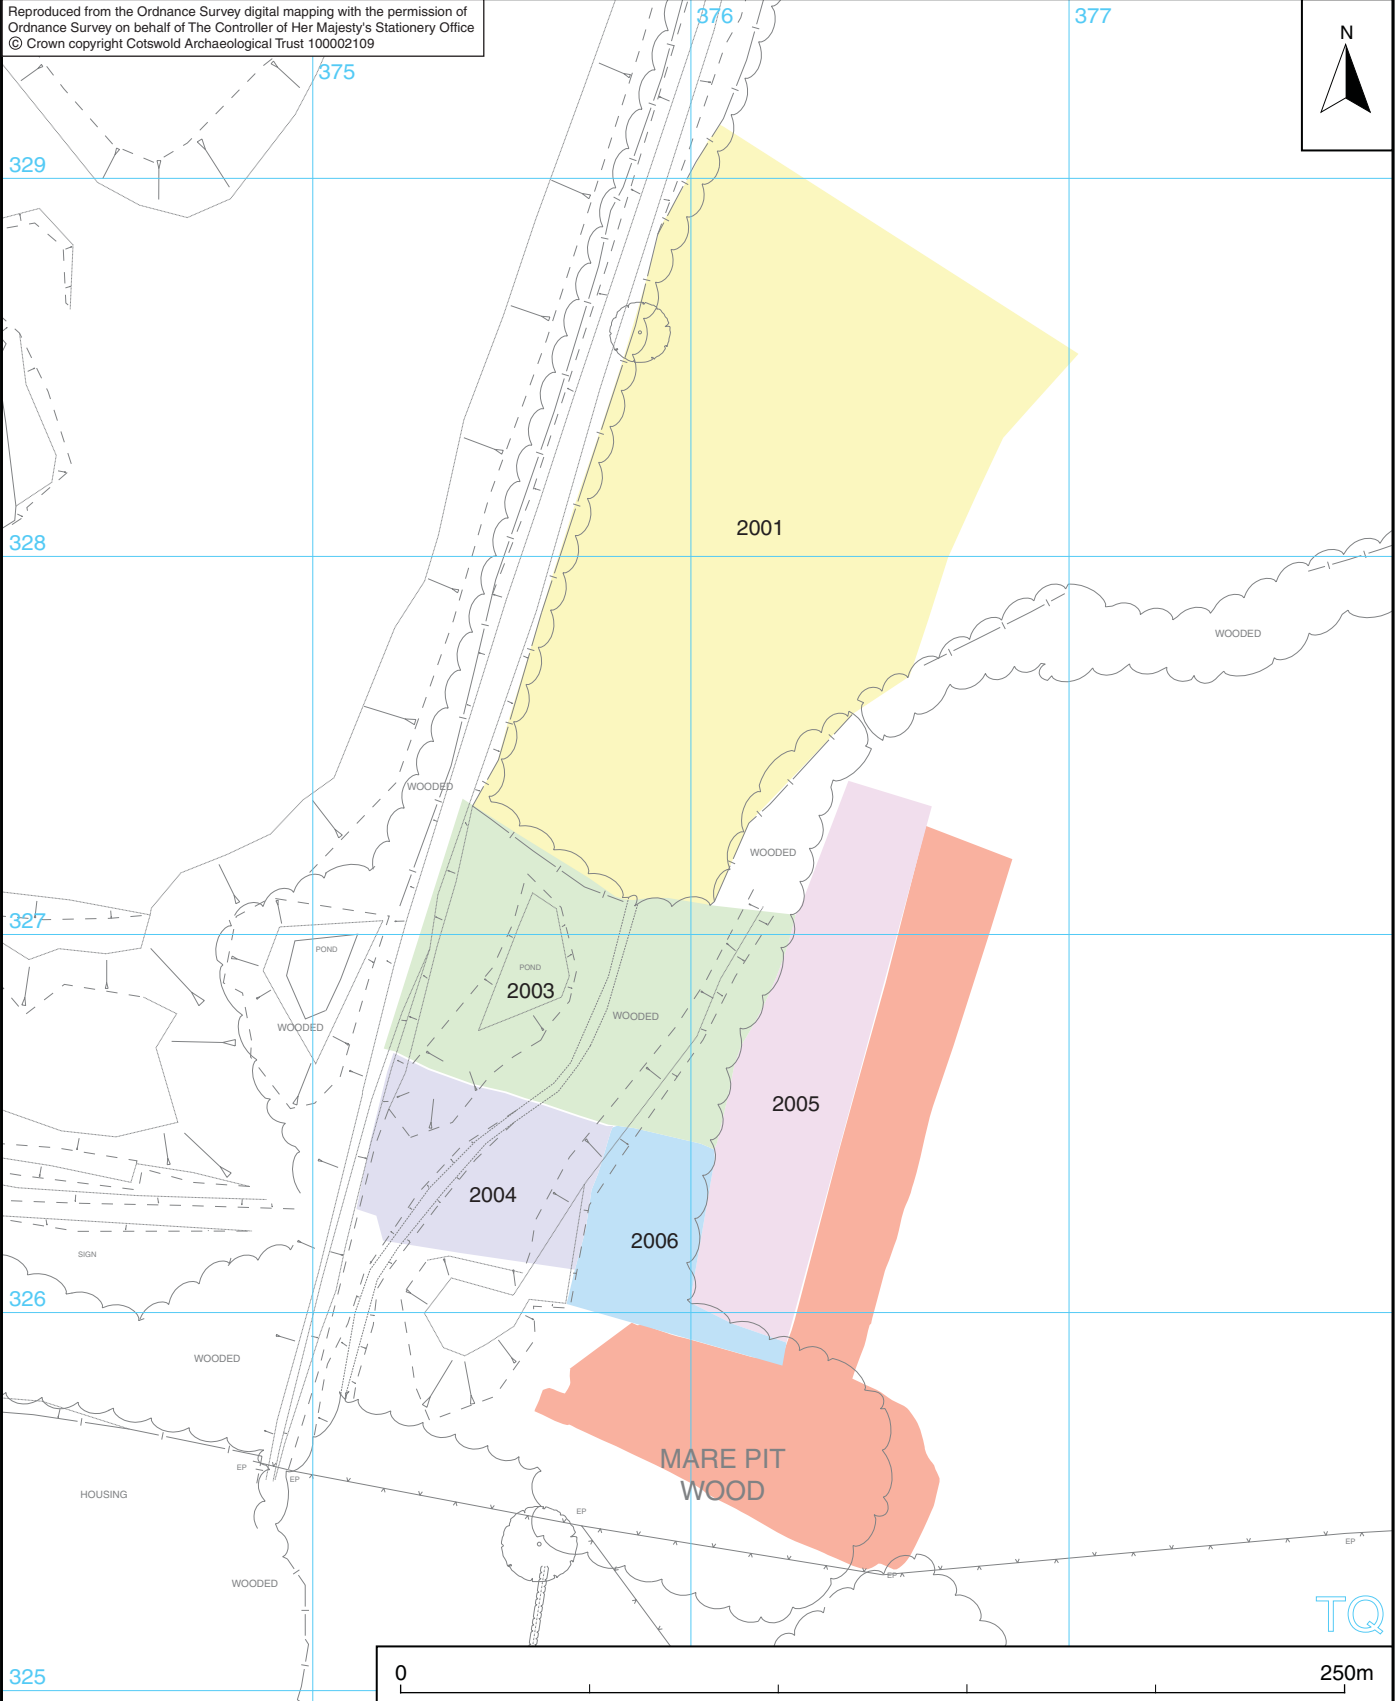 Reproduced from the Ordnance Survey digital mapping with the permission of
Ordnance Survey on behalf of The Controller of Her Majesty's Stationery Office
© Crown copyright Cotswold Archaeological Trust 100002109
376
377
N
375
329
2001
328
WOODED
WOODED
WOODED
327
POND
POND
2003
WOODED
WOODED
2005
2004
2006
SIGN
326
WOODED
MARE PIT
WOOD
EP
EP
HOUSING
EP
EP
EP
WOODED
TQ
325
0
250m